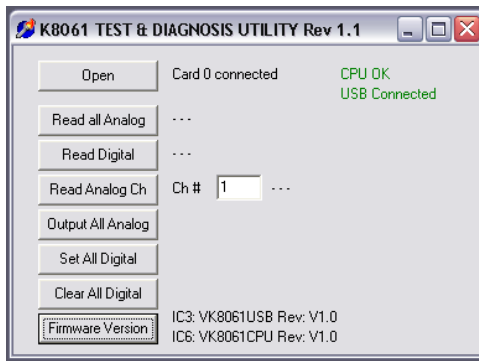 K8061 TEST & DIAGNOSIS UTILITY Rev 1.1
Open Card 0 connected CPU OK
USB Connected
Read all Analog ---
Read Digital ---
Read Analog Ch Ch # 1 ---
Output All Analog
Set All Digital
Clear All Digital
Firmware Version IC3: VK8061USB Rev: V1.0
IC6: VK8061CPU Rev: V1.0